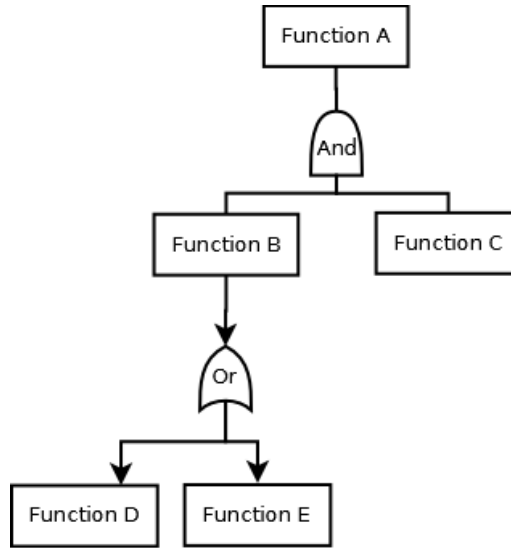 Function A
And
Function B
Function C
Or
Function D
Function E